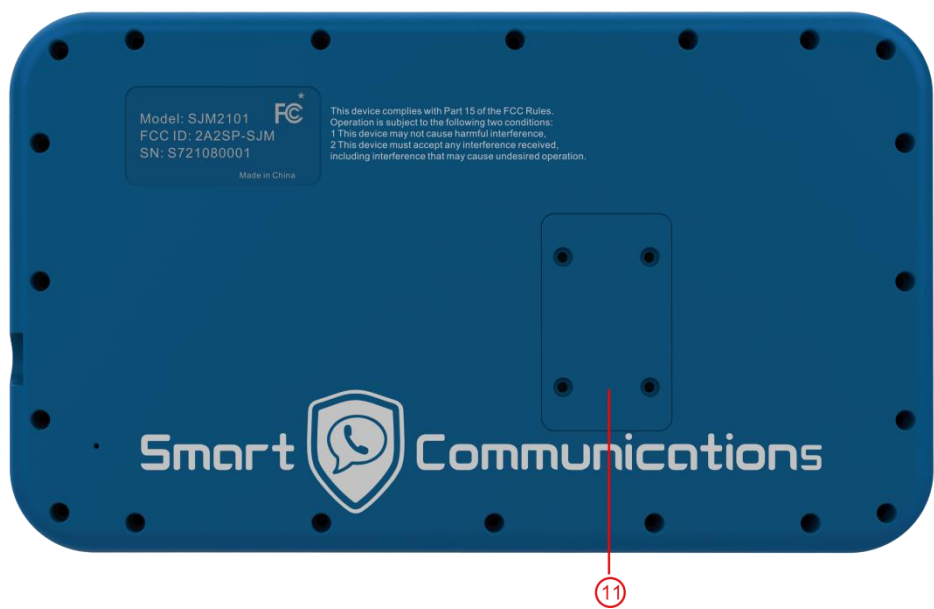 Model: SJM2101
FCC ID: 2A2SP-SJM
SN: S721080001
Made in China
FC *
This device complies with Part 15 of the FCC Rules.
Operation is subject to the following two conditions:
1 This device may not cause harmful interference,
2 This device must accept any interference received,
including interference that may cause undesired operation.
Smart Communications
11